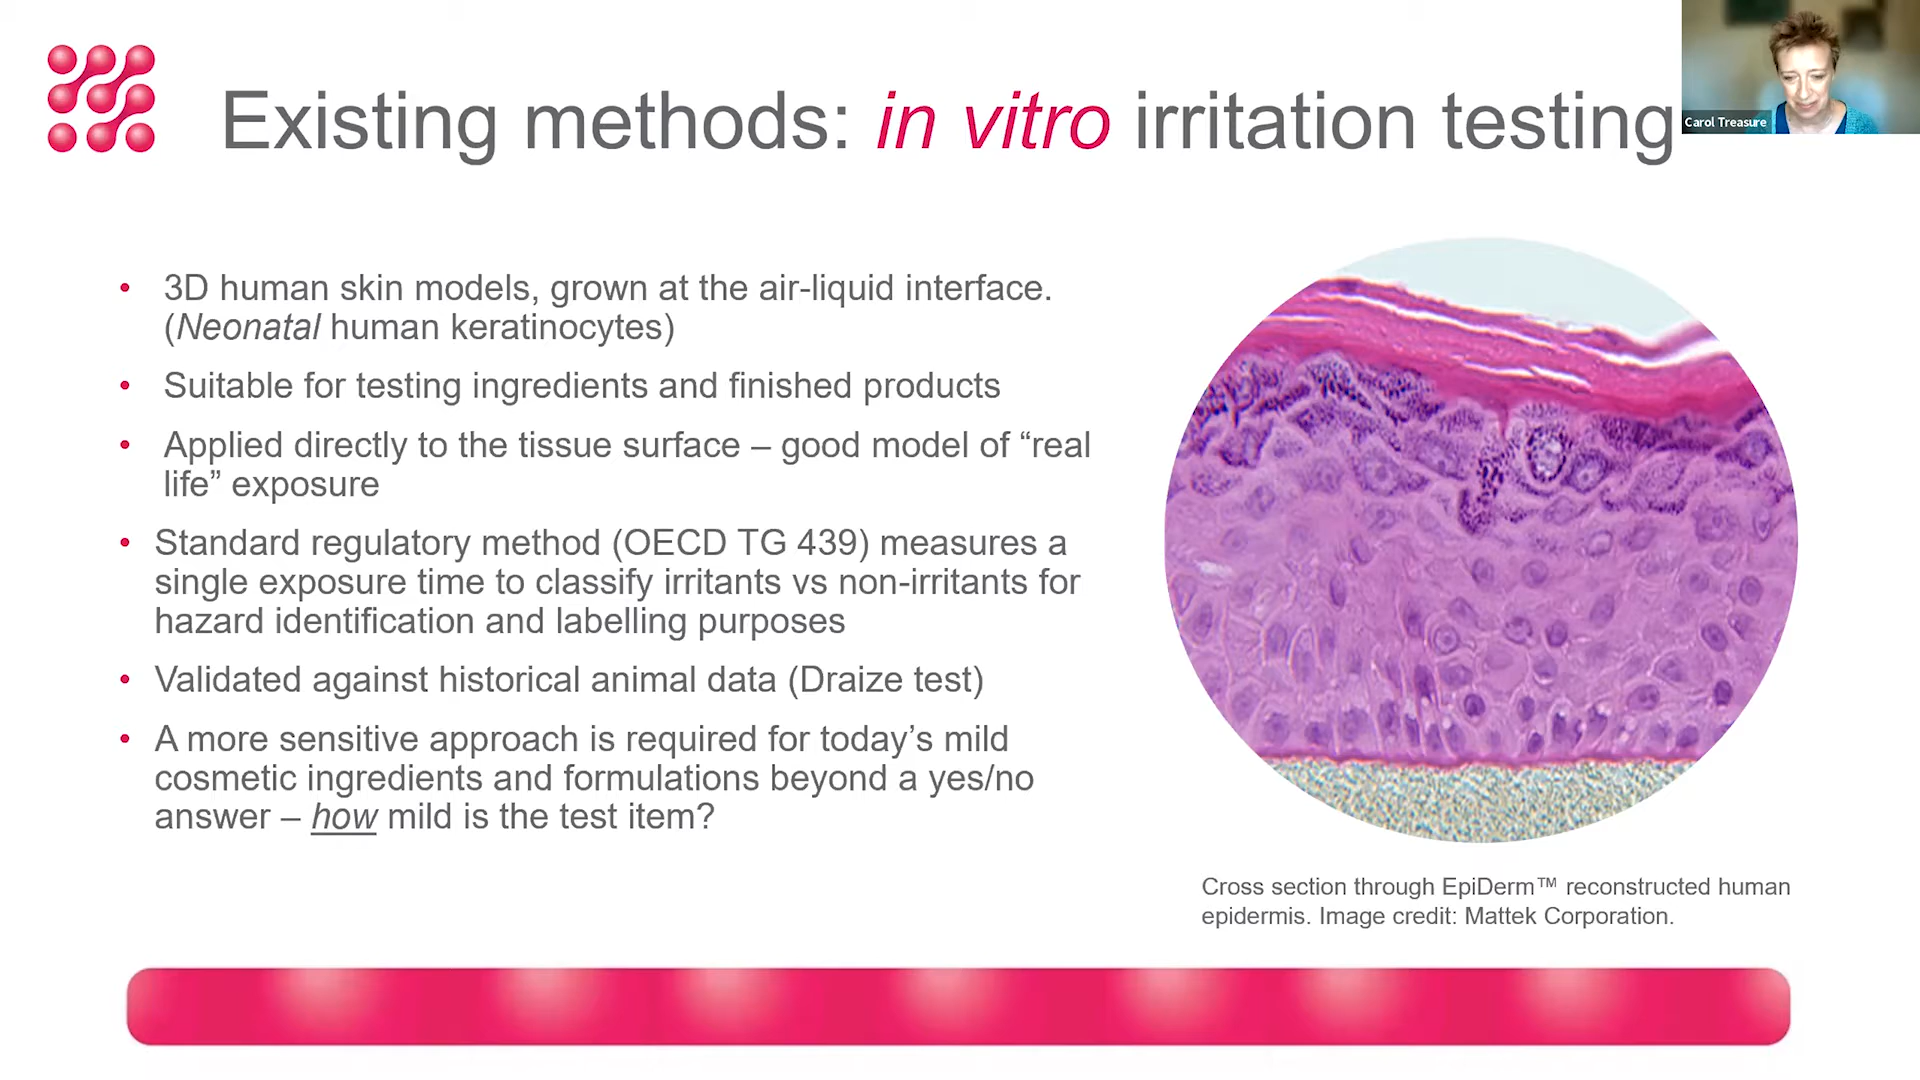 Existing methods: in vitro irritation testing
Carol Treasure
• 3D human skin models, grown at the air-liquid interface.
(Neonatal human keratinocytes)
• Suitable for testing ingredients and finished products
• Applied directly to the tissue surface – good model of “real
life” exposure
• Standard regulatory method (OECD TG 439) measures a
single exposure time to classify irritants vs non-irritants for
hazard identification and labelling purposes
• Validated against historical animal data (Draize test)
• A more sensitive approach is required for today’s mild
cosmetic ingredients and formulations beyond a yes/no
answer – how mild is the test item?
Cross section through EpiDerm™ reconstructed human
epidermis. Image credit: Mattek Corporation.